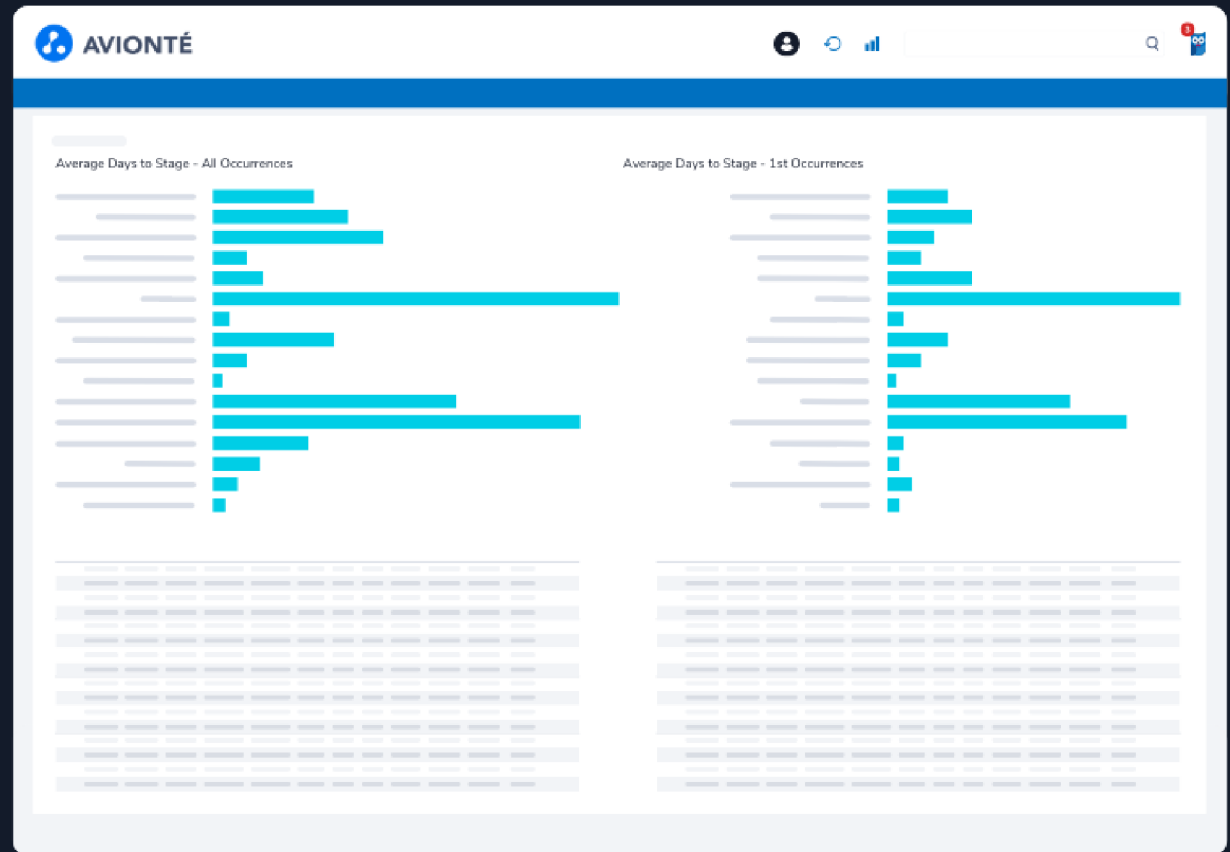 AVIONTÉ
3
Average Days to Stage - All Occurrences
Average Days to Stage - 1st Occurrences